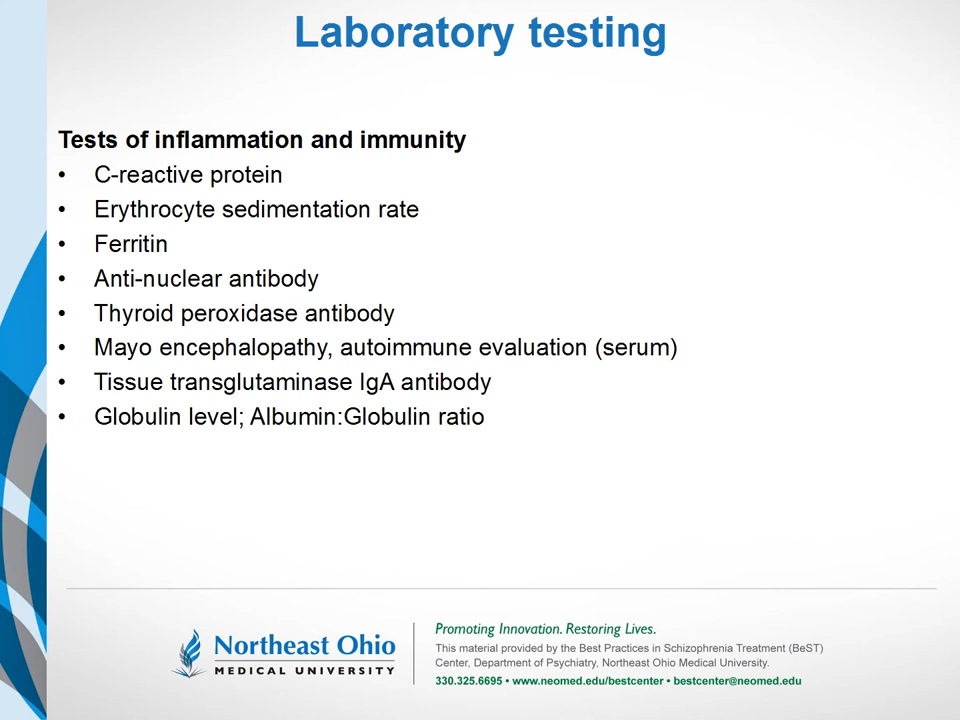 Laboratory testing
Tests of inflammation and immunity
• C-reactive protein
• Erythrocyte sedimentation rate
• Ferritin
• Anti-nuclear antibody
• Thyroid peroxidase antibody
• Mayo encephalopathy, autoimmune evaluation (serum)
• Tissue transglutaminase IgA antibody
• Globulin level; Albumin:Globulin ratio
Northeast Ohio
MEDICAL UNIVERSITY
Promoting Innovation. Restoring Lives.
This material provided by the Best Practices in Schizophrenia Treatment (BeST)
Center, Department of Psychiatry, Northeast Ohio Medical University.
330.325.6695 • www.neomed.edu/bestcenter • bestcenter@neomed.edu